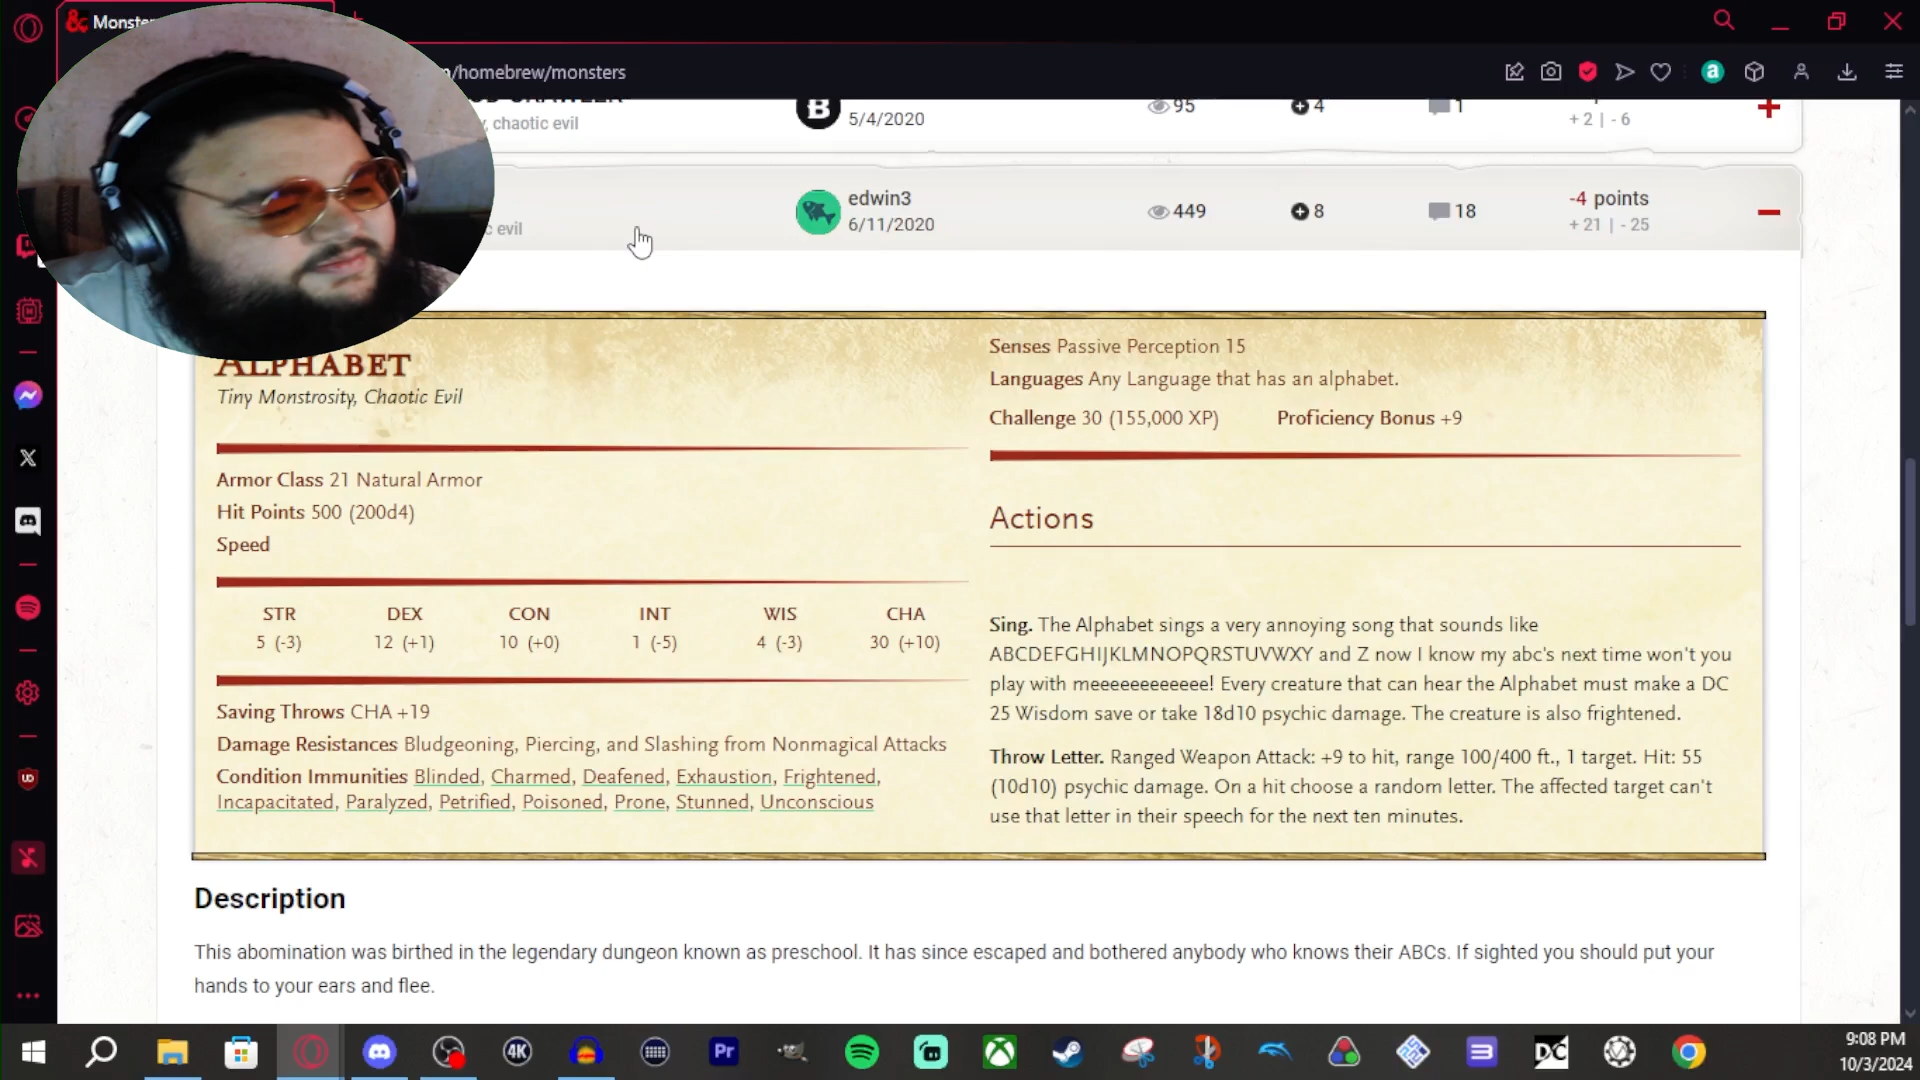 Monste
/homebrew/monsters
, chaotic evil
5/4/2020
95
4
1
+ 2 | - 6
edwin3
6/11/2020
c evil
449
8
18
-4 points
+ 21 | - 25
ALPHABET
Tiny Monstrosity, Chaotic Evil
Armor Class 21 Natural Armor
Hit Points 500 (200d4)
Speed
STR DEX CON INT WIS CHA
5 (-3) 12 (+1) 10 (+0) 1 (-5) 4 (-3) 30 (+10)
Saving Throws CHA +19
Damage Resistances Bludgeoning, Piercing, and Slashing from Nonmagical Attacks
Condition Immunities Blinded, Charmed, Deafened, Exhaustion, Frightened,
Incapacitated, Paralyzed, Petrified, Poisoned, Prone, Stunned, Unconscious
Senses Passive Perception 15
Languages Any Language that has an alphabet.
Challenge 30 (155,000 XP) Proficiency Bonus +9
Actions
Sing. The Alphabet sings a very annoying song that sounds like
ABCDEFGHIJKLMNOPQRSTUVWXY and Z now I know my abc's next time won't you
play with meeeeeeeeeeee! Every creature that can hear the Alphabet must make a DC
25 Wisdom save or take 18d10 psychic damage. The creature is also frightened.
Throw Letter. Ranged Weapon Attack: +9 to hit, range 100/400 ft., 1 target. Hit: 55
(10d10) psychic damage. On a hit choose a random letter. The affected target can't
use that letter in their speech for the next ten minutes.
Description
This abomination was birthed in the legendary dungeon known as preschool. It has since escaped and bothered anybody who knows their ABCs. If sighted you should put your
hands to your ears and flee.
9:08 PM
10/3/2024